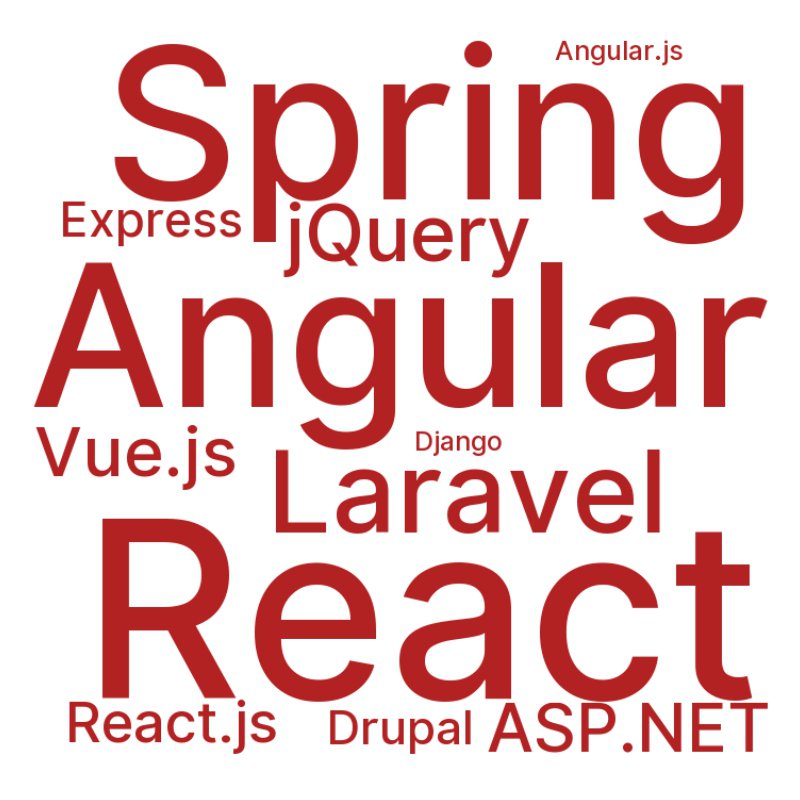 Angular.js
Spring
Express
jQuery
Angular
Vue.js
Django
Laravel
React
React.js
Drupal
ASP.NET